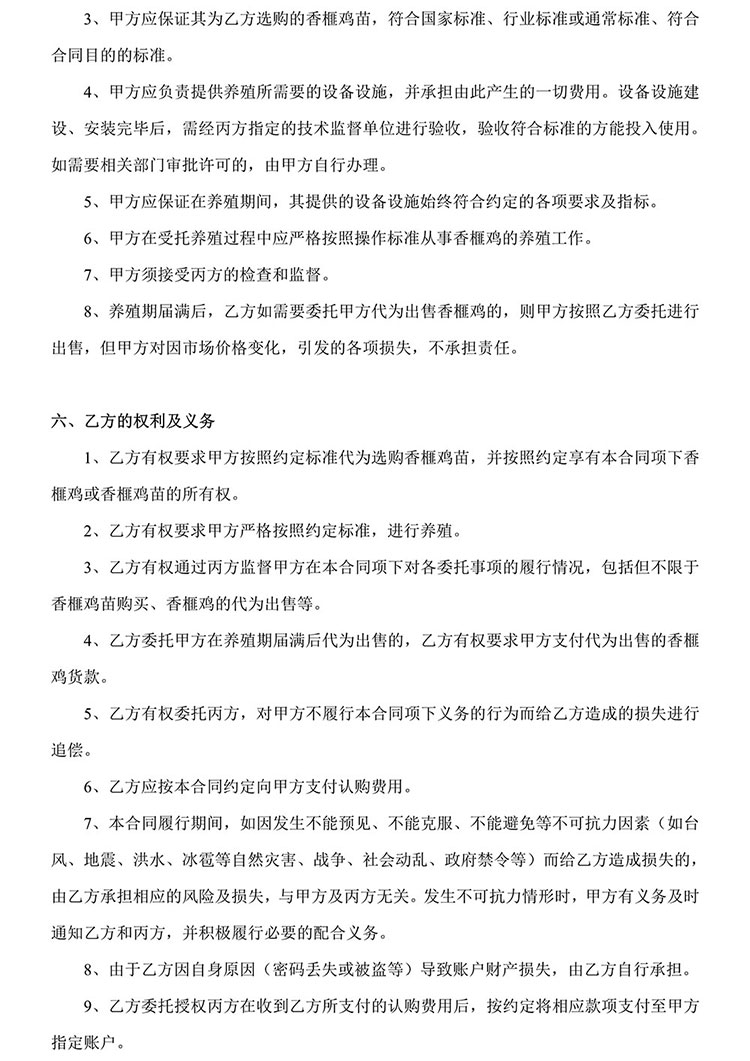 3、甲方应保证其为乙方选购的香榧鸡苗，符合国家标准、行业标准或通常标准、符合
合同目的的标准。
4、甲方应负责提供养殖所需要的设备设施，并承担由此产生的一切费用。设备设施建
设、安装完毕后，需经丙方指定的技术监督单位进行验收，验收符合标准的方能投入使用。
如需要相关部门审批许可的，由甲方自行办理。
5、甲方应保证在养殖期间，其提供的设备设施始终符合约定的各项要求及指标。
6、甲方在受托养殖过程中应严格按照操作标准从事香榧鸡的养殖工作。
7、甲方须接受丙方的检查和监督。
8、养殖期届满后，乙方如需要委托甲方代为出售香榧鸡的，则甲方按照乙方委托进行
出售，但甲方对因市场价格变化，引发的各项损失，不承担责任。
六、乙方的权利及义务
1、乙方有权要求甲方按照约定标准代为选购香榧鸡苗，并按照约定享有本合同项下香
榧鸡或香榧鸡苗的所有权。
2、乙方有权要求甲方严格按照约定标准，进行养殖。
3、乙方有权通过丙方监督甲方在本合同项下对各委托事项的履行情况，包括但不限于
香榧鸡苗购买、香榧鸡的代为出售等。
4、乙方委托甲方在养殖期届满后代为出售的，乙方有权要求甲方支付代为出售的香榧
鸡货款。
5、乙方有权委托丙方，对甲方不履行本合同项下义务的行为而给乙方造成的损失进行
追偿。
6、乙方应按本合同约定向甲方支付认购费用。
7、本合同履行期间，如因发生不能预见、不能克服、不能避免等不可抗力因素（如台
风、地震、洪水、冰雹等自然灾害、战争、社会动乱、政府禁令等）而给乙方造成损失的，
由乙方承担相应的风险及损失，与甲方及丙方无关。发生不可抗力情形时，甲方有义务及时
通知乙方和丙方，并积极履行必要的配合义务。
8、由于乙方因自身原因（密码丢失或被盗等）导致账户财产损失，由乙方自行承担。
9、乙方委托授权丙方在收到乙方所支付的认购费用后，按约定将相应款项支付至甲方
指定账户。